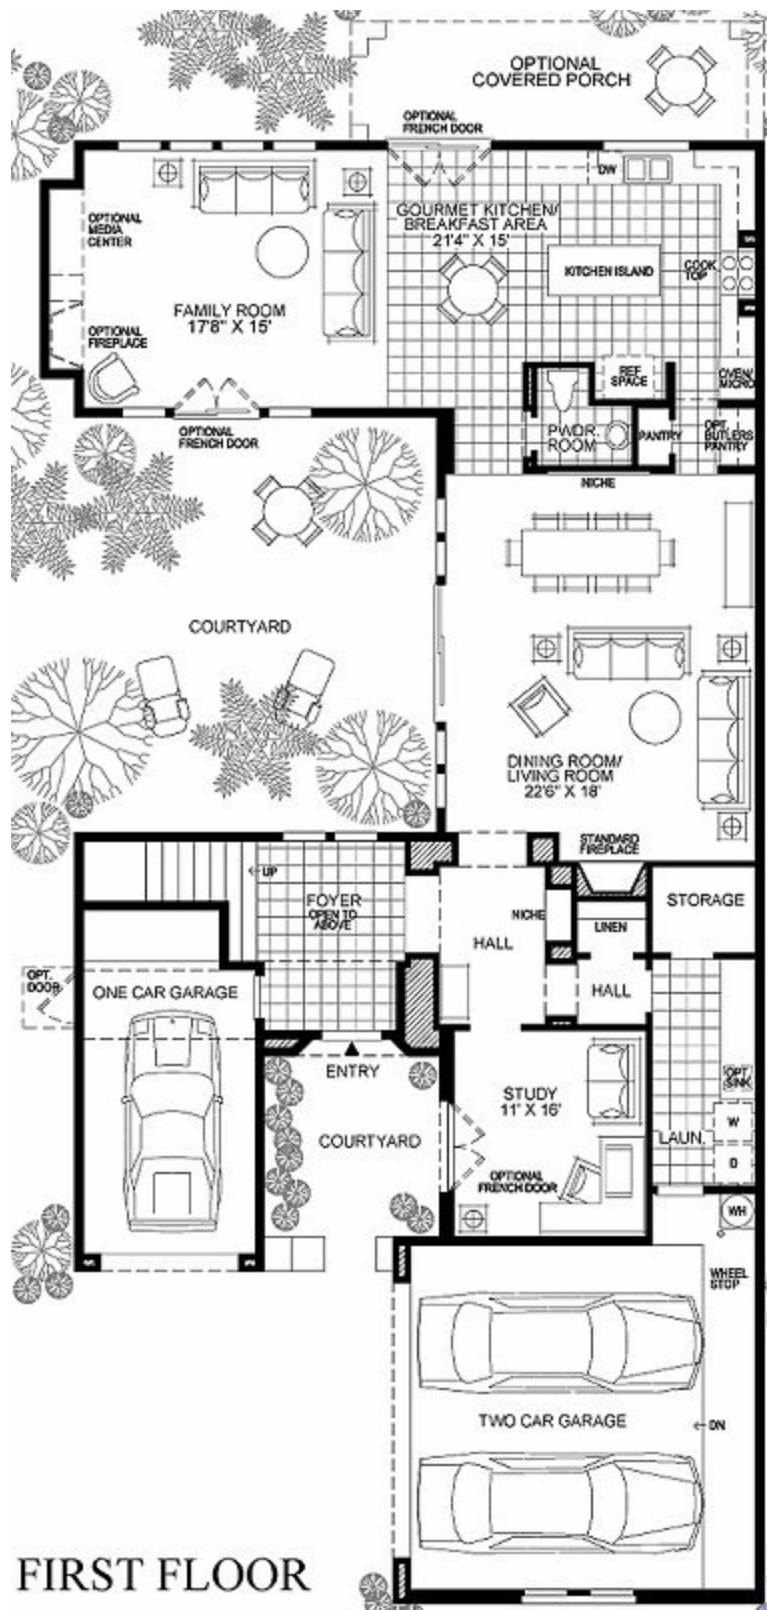 OPTIONAL
COVERED PORCH
OPTIONAL
FRENCH DOOR
DW
OPTIONAL
MEDIA
CENTER
GOURMET KITCHEN/
BREAKFAST AREA
21'4" X 15'
KITCHEN ISLAND
COOK
TOP
FAMILY ROOM
17'8" X 15'
OPTIONAL
FIREPLACE
REF
SPACE
OVEN/
MICRO
OPTIONAL
FRENCH DOOR
PWDR.
ROOM
PANTRY
OPT.
BUTLERS
PANTRY
NICHE
COURTYARD
DINING ROOM/
LIVING ROOM
22'6" X 18'
STANDARD
FIREPLACE
UP
FOYER
OPEN TO
ABOVE
STORAGE
NICHE
LINEN
HALL
OPT.
DOOR
ONE CAR GARAGE
HALL
ENTRY
STUDY
11' X 16'
OPT
SINK
W
COURTYARD
LAUN.
D
OPTIONAL
FRENCH DOOR
WH
WHEEL
STOP
TWO CAR GARAGE
DN
FIRST FLOOR